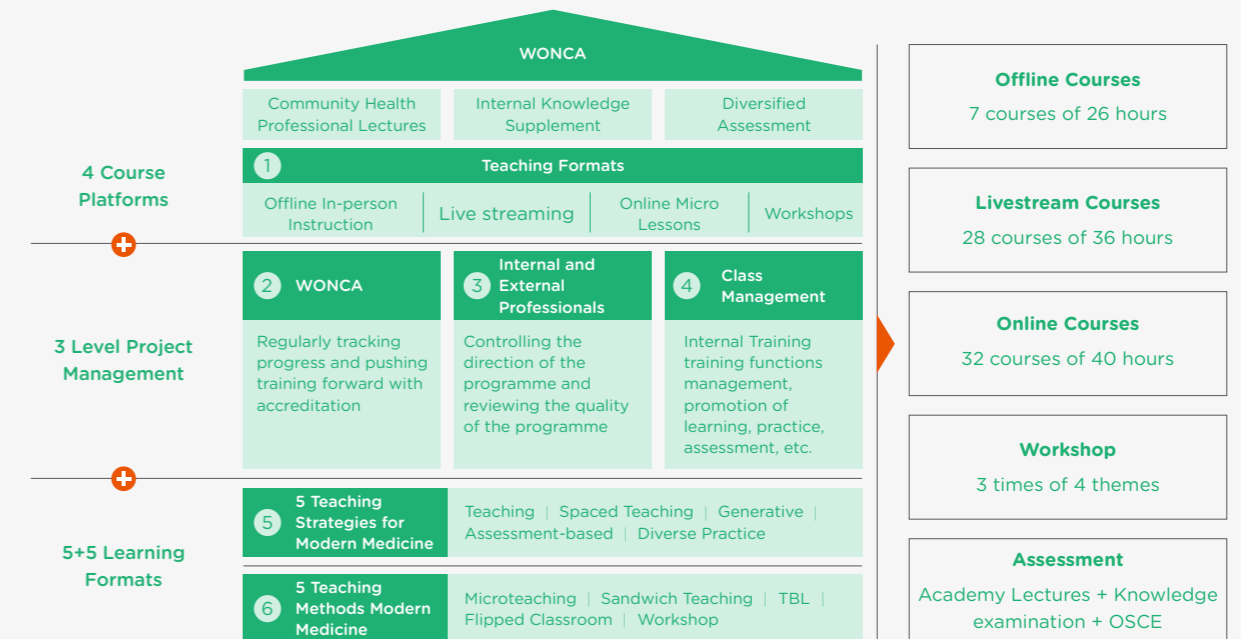 WONCA
Community Health
Professional Lectures
Internal Knowledge
Supplement
Diversified
Assessment
4 Course
Platforms
1
Teaching Formats
Offline In-person
Instruction
Live streaming
Online Micro
Lessons
Workshops
3 Level Project
Management
2
WONCA
Regularly tracking
progress and pushing
training forward with
accreditation
3
Internal and
External
Professionals
Controlling the
direction of the
programme and
reviewing the quality
of the programme
4
Class
Management
Internal Training
training functions
management,
promotion of
learning, practice,
assessment, etc.
5+5 Learning
Formats
5
5 Teaching
Strategies for
Modern Medicine
Teaching | Spaced Teaching | Generative |
Assessment-based | Diverse Practice
6
5 Teaching
Methods Modern
Medicine
Microteaching | Sandwich Teaching | TBL |
Flipped Classroom | Workshop
Offline Courses
7 courses of 26 hours
Livestream Courses
28 courses of 36 hours
Online Courses
32 courses of 40 hours
Workshop
3 times of 4 themes
Assessment
Academy Lectures + Knowledge
examination + OSCE